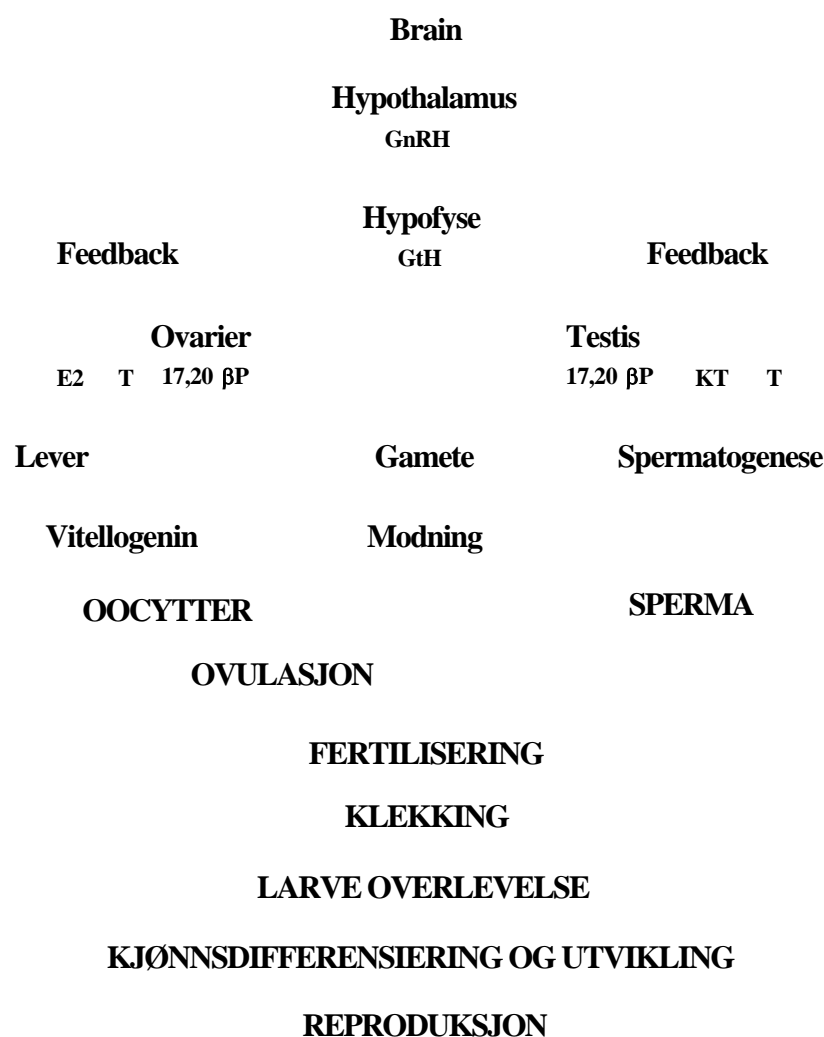 Brain
Hypothalamus
GnRH
Hypofyse
Feedback GtH Feedback
Ovarier Testis
E2 T 17,20 βP 17,20 βP KT T
Lever Gamete Spermatogenese
Vitellogenin Modning
OOCYTTER SPERMA
OVULASJON
FERTILISERING
KLEKKING
LARVE OVERLEVELSE
KJØNNSDIFFERENSIERING OG UTVIKLING
REPRODUKSJON